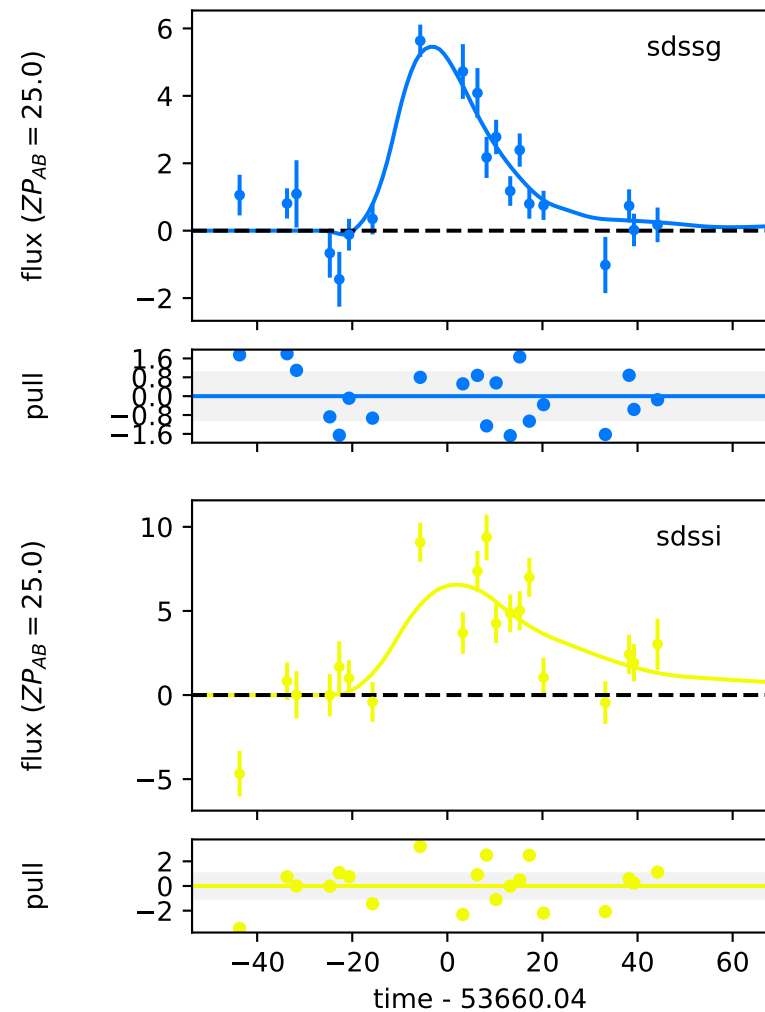 sdssg
flux (ZP_AB = 25.0)
6
4
2
0
−2
pull
1.6
0.8
0.0
−0.8
−1.6
sdssi
flux (ZP_AB = 25.0)
10
5
0
−5
pull
2
0
−2
−40 −20 0 20 40 60
time - 53660.04